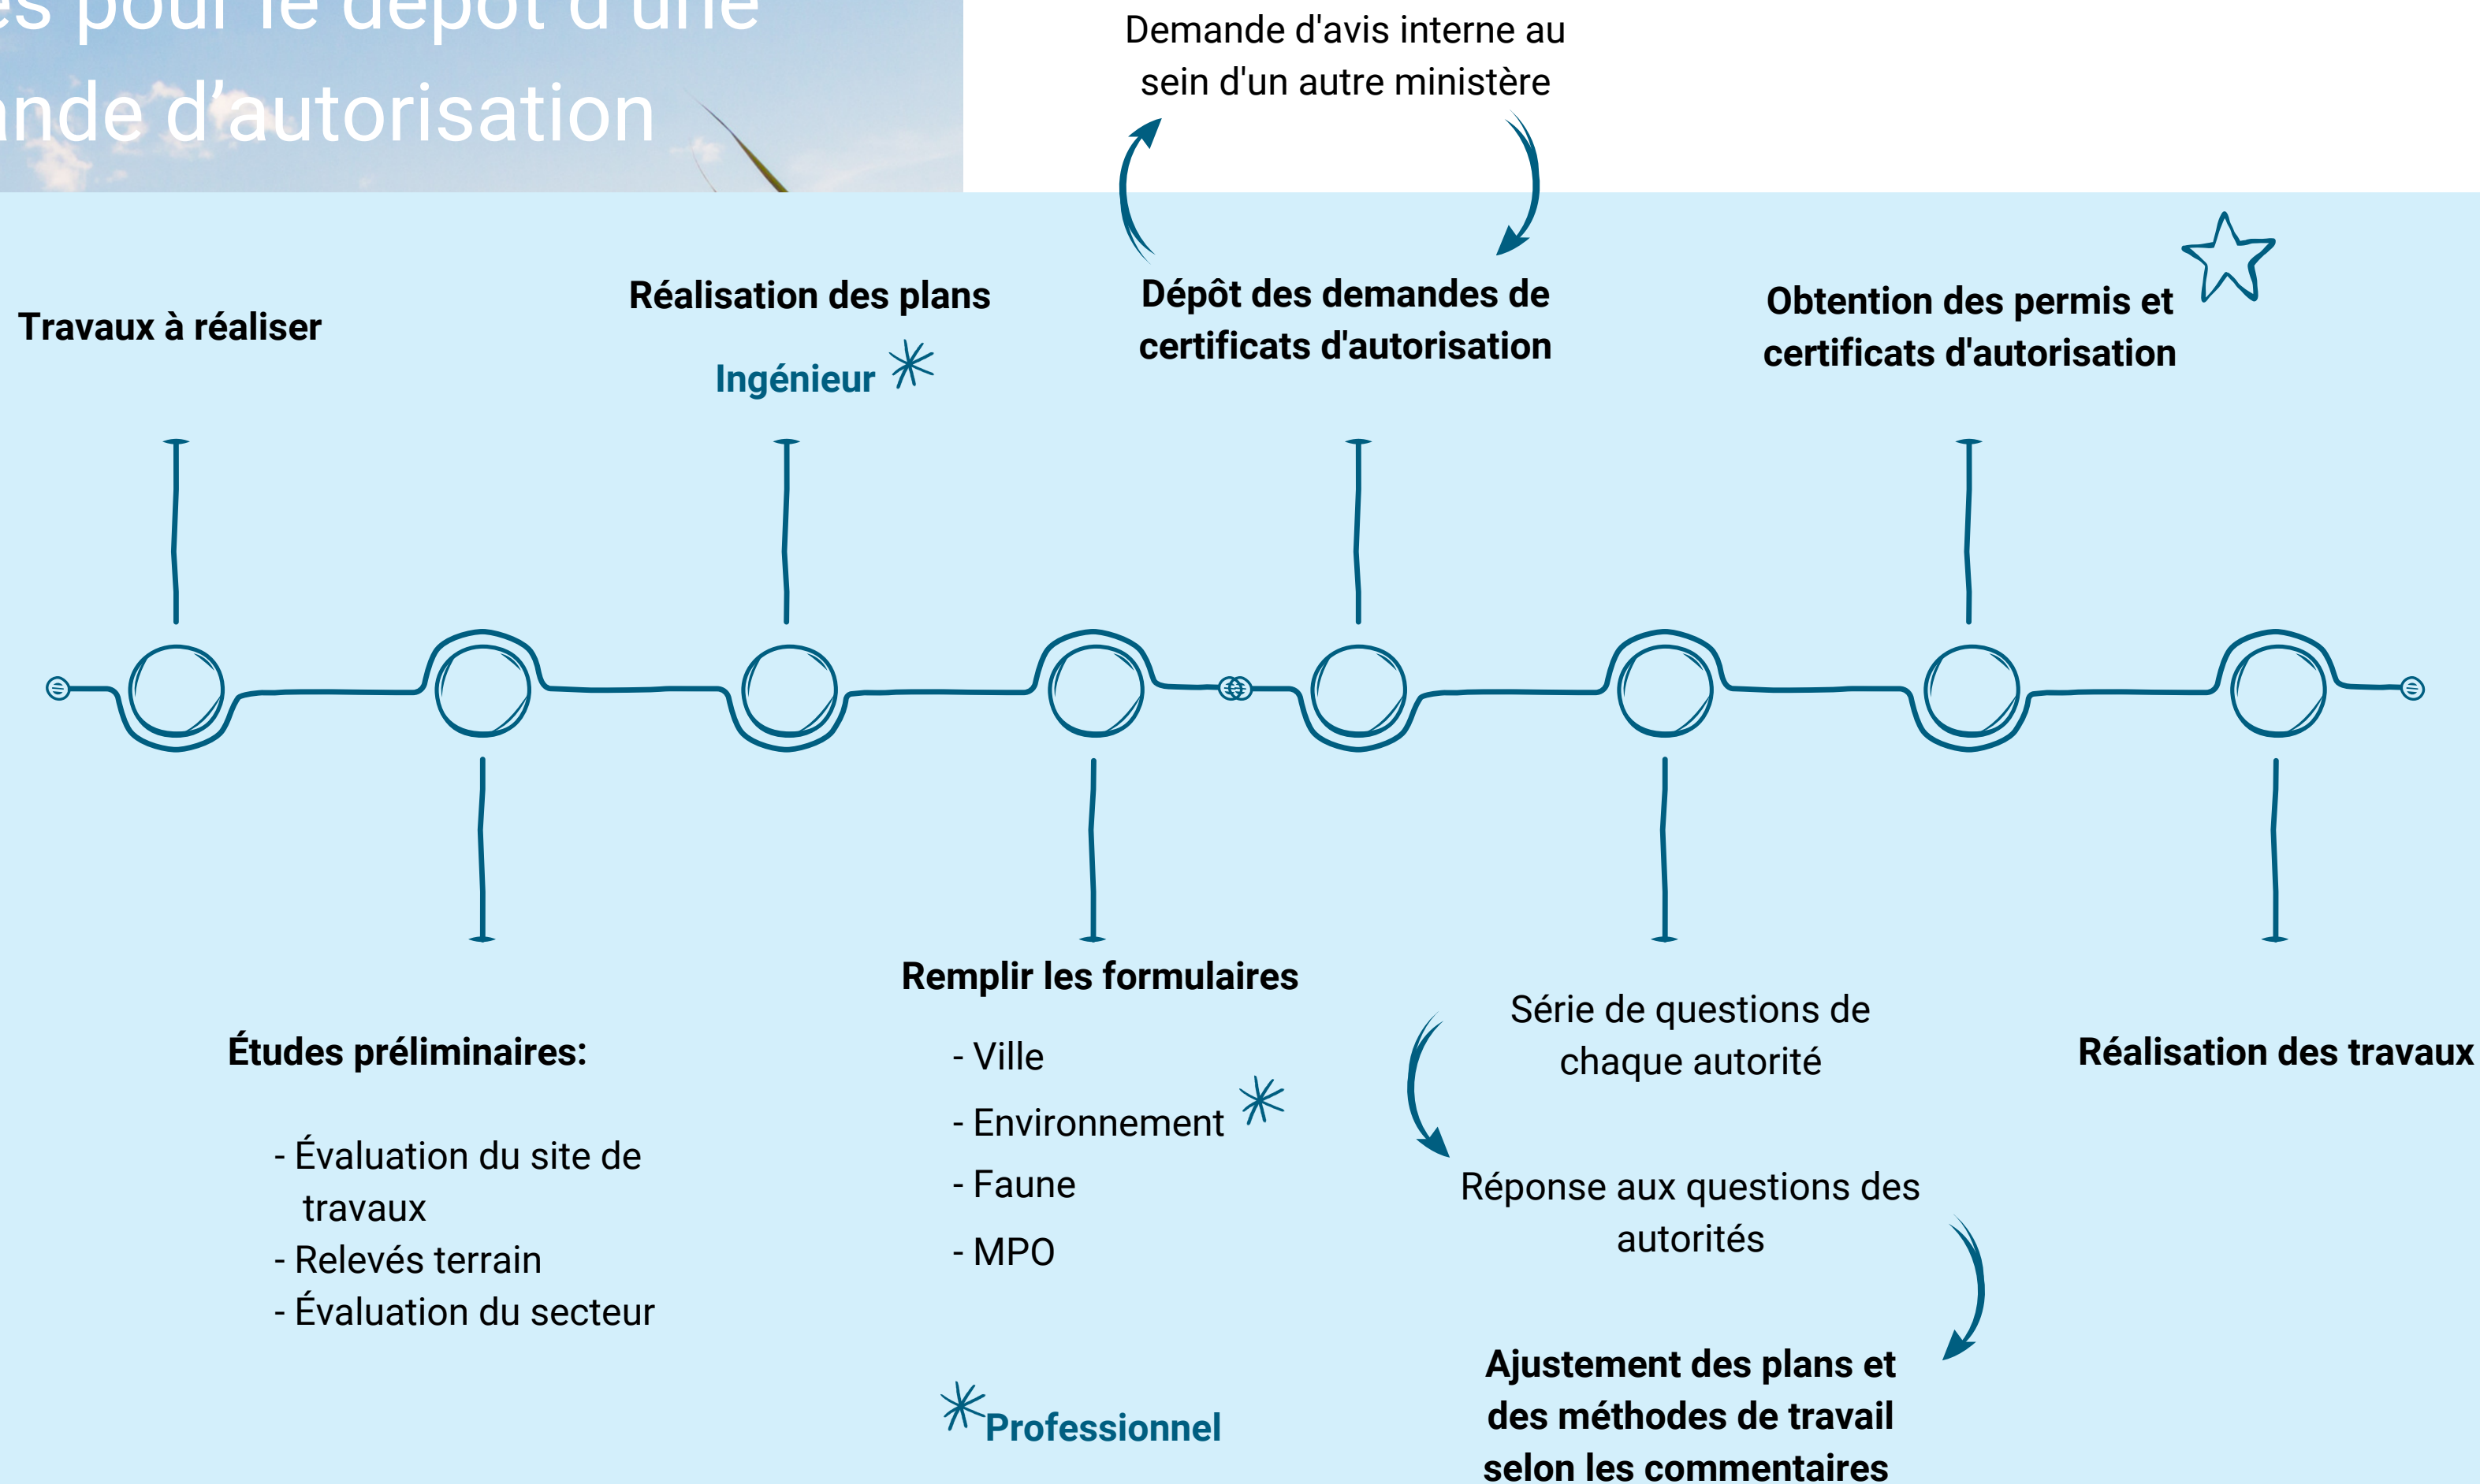 es pour le dépôt d'une
ande d'autorisation
Demande d'avis interne au
sein d'un autre ministère
Travaux à réaliser
Réalisation des plans
Ingénieur
Dépôt des demandes de
certificats d'autorisation
Obtention des permis et
certificats d'autorisation
Études préliminaires:
- Évaluation du site de
travaux
- Relevés terrain
- Évaluation du secteur
Remplir les formulaires
- Ville
- Environnement
- Faune
- MPO
Professionnel
Série de questions de
chaque autorité
Réponse aux questions des
autorités
Ajustement des plans et
des méthodes de travail
selon les commentaires
Réalisation des travaux